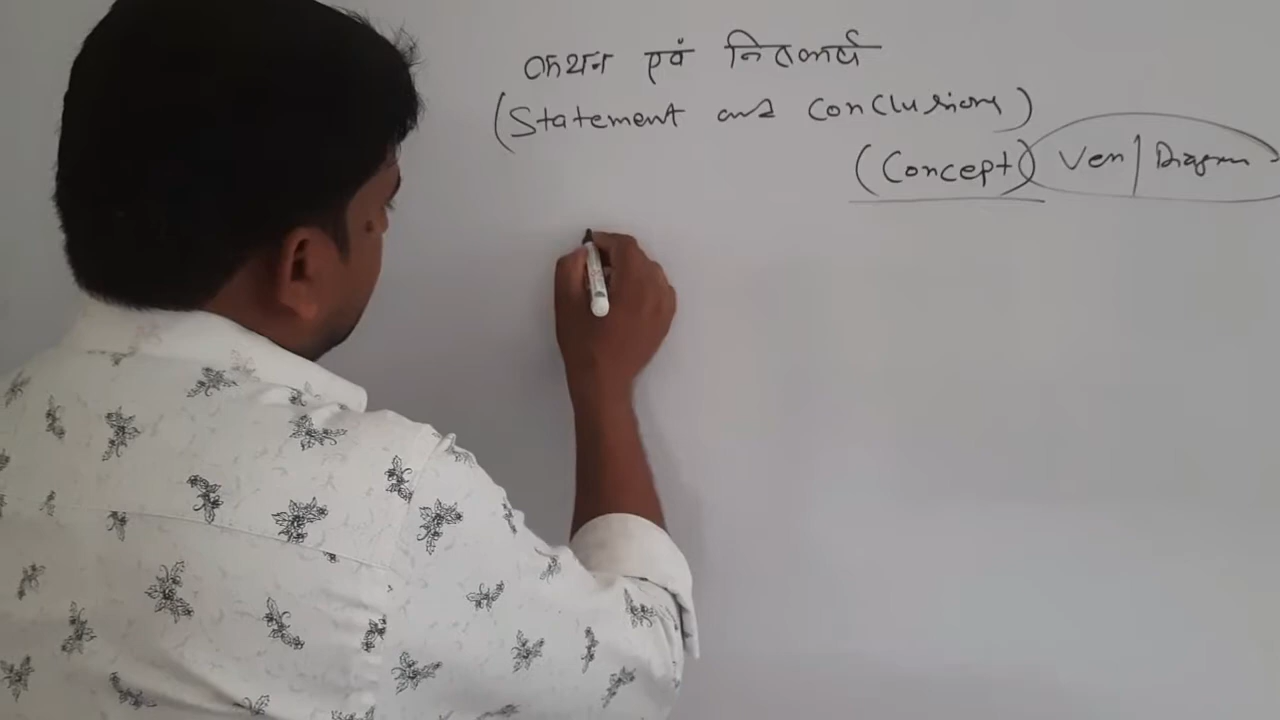 कथन एवं निष्कर्ष
(Statement and Conclusions)
(Concept) Ven | Diagram